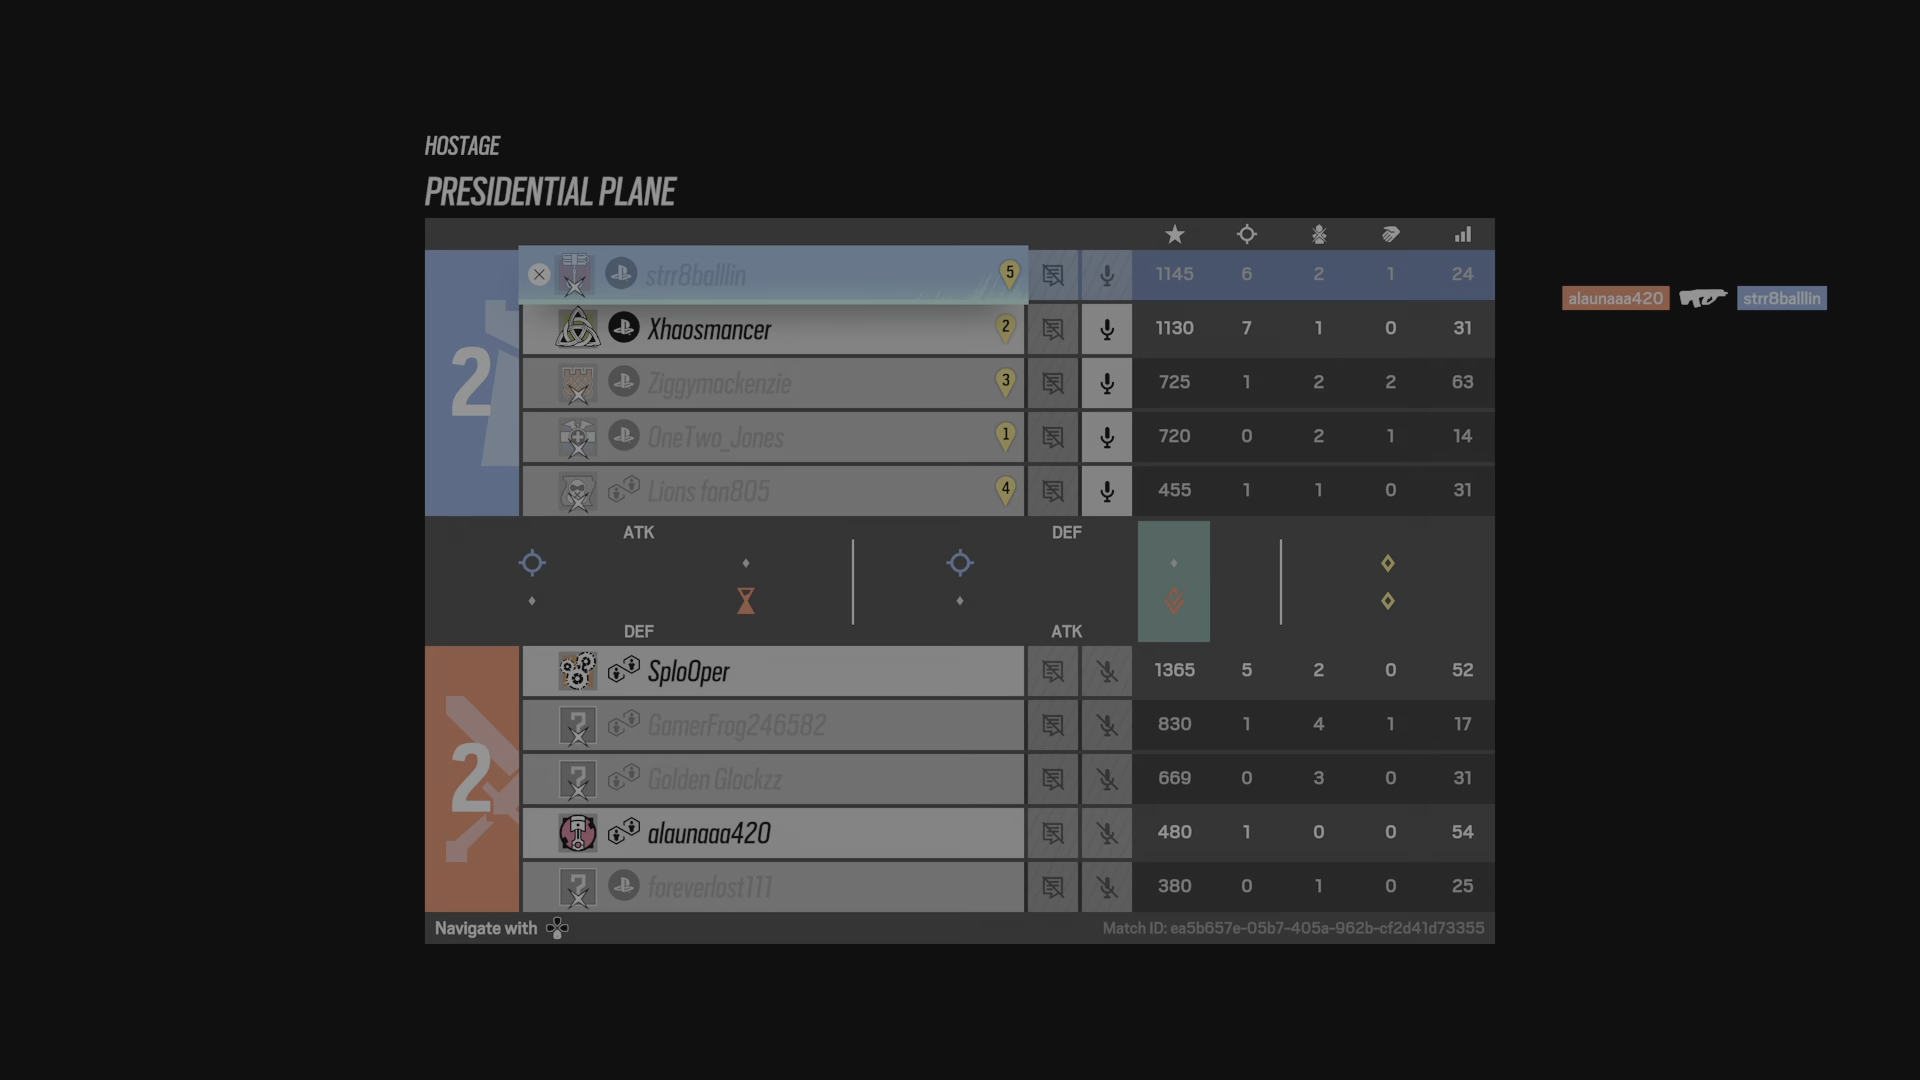 HOSTAGE
PRESIDENTIAL PLANE
strr8balllin 5 1145 6 2 1 24
alaunaaa420 strr8balllin
Xhaosmancer 2 1130 7 1 0 31
Ziggymackenzie 3 725 1 2 2 63
OneTwo_Jones 1 720 0 2 1 14
Lions fan805 4 455 1 1 0 31
2
ATK DEF
DEF ATK
SploOper 1365 5 2 0 52
GamerFrog246582 830 1 4 1 17
Golden Glockzz 669 0 3 0 31
2
alaunaaa420 480 1 0 0 54
foreverlost111 380 0 1 0 25
Navigate with Match ID: ea5b657e-05b7-405a-962b-cf2d41d73355